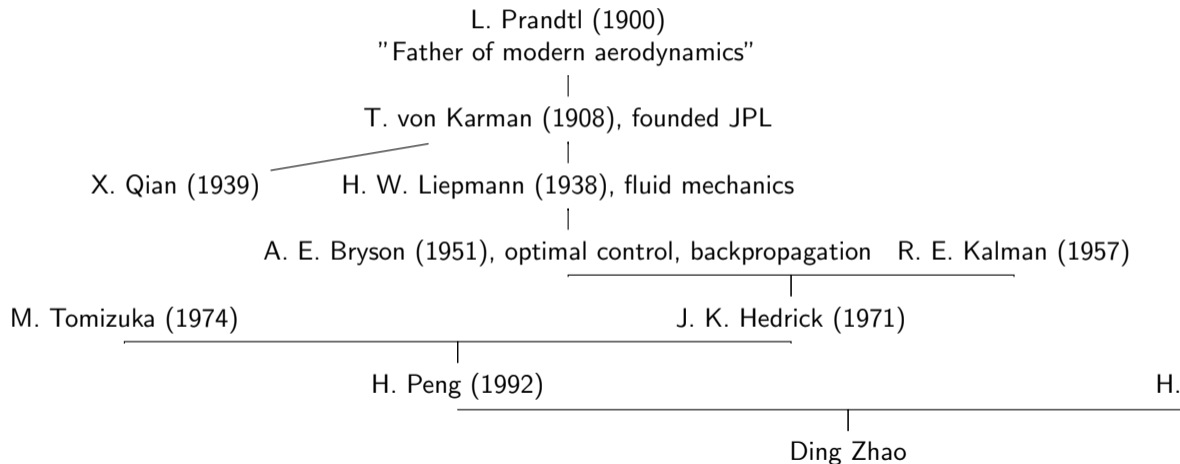 L. Prandtl (1900)
"Father of modern aerodynamics"
T. von Karman (1908), founded JPL
X. Qian (1939) H. W. Liepmann (1938), fluid mechanics
A. E. Bryson (1951), optimal control, backpropagation R. E. Kalman (1957)
M. Tomizuka (1974) J. K. Hedrick (1971)
H. Peng (1992) H.
Ding Zhao